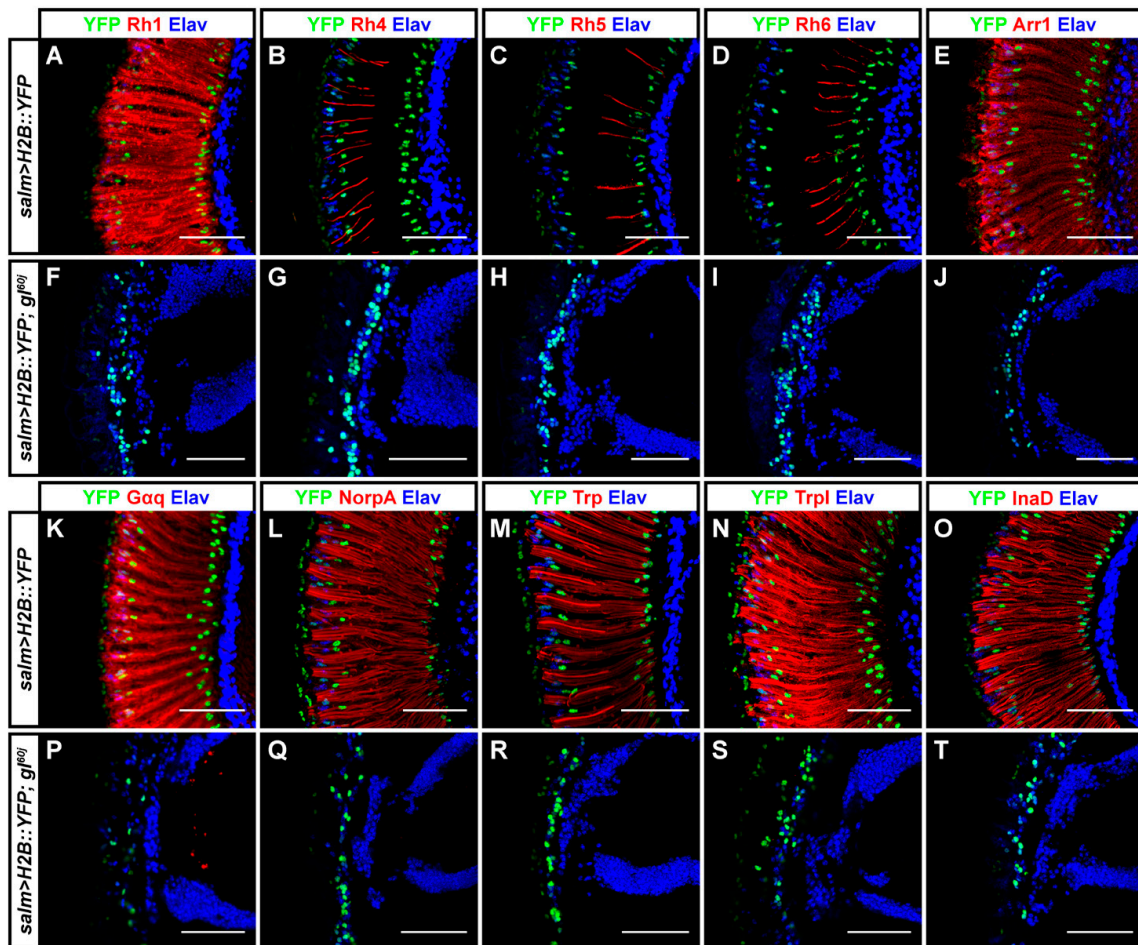 YFP Rh1 Elav
YFP Rh4 Elav
YFP Rh5 Elav
YFP Rh6 Elav
YFP Arr1 Elav
salm>H2B::YFP
A
B
C
D
E
salm>H2B::YFP; gl⁶⁰ʲ
F
G
H
I
J
YFP Gαq Elav
YFP NorpA Elav
YFP Trp Elav
YFP Trpl Elav
YFP InaD Elav
salm>H2B::YFP
K
L
M
N
O
salm>H2B::YFP; gl⁶⁰ʲ
P
Q
R
S
T